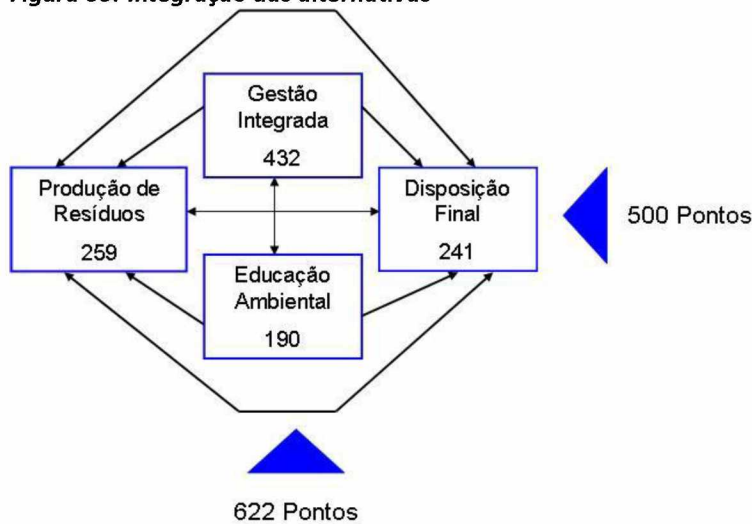 Figura 33: Integração das alternativas
Gestão
Integrada
432
Produção de
Resíduos
259
Disposição
Final
241
500 Pontos
Educação
Ambiental
190
622 Pontos